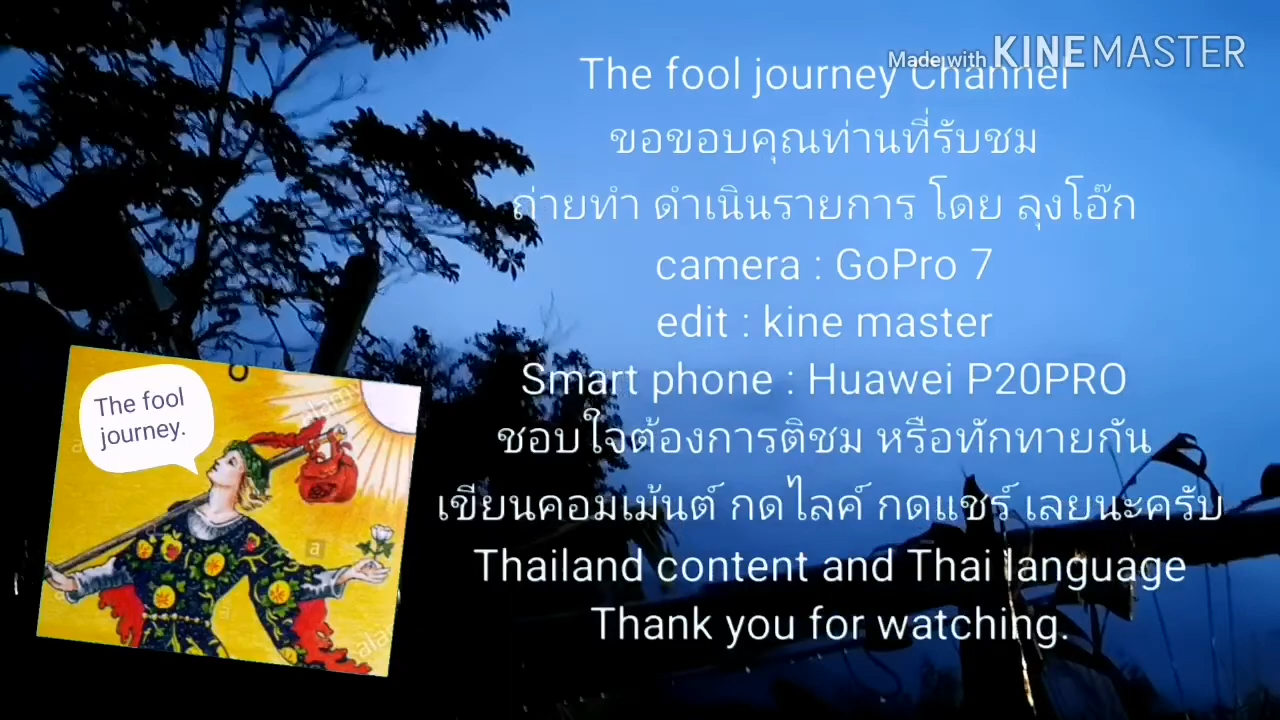 Made with KINEMASTER
The fool journey Channel
ขอขอบคุณท่านที่รับชม
ถ่ายทำ ดำเนินรายการ โดย ลุงโอ๊ก
camera : GoPro 7
edit : kine master
Smart phone : Huawei P20PRO
ชอบใจต้องการติชม หรือทักทายกัน
เขียนคอมเม้นต์ กดไลค์ กดแชร์ เลยนะครับ
Thailand content and Thai language
Thank you for watching.
The fool
journey.
0
alamy
a